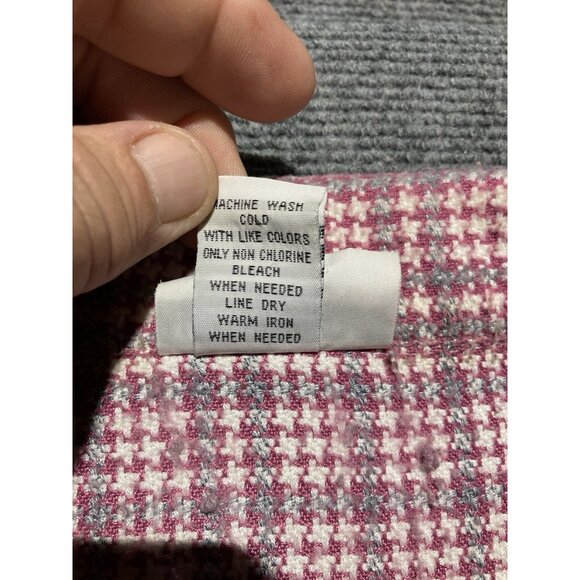 MACHINE WASH
COLD
WITH LIKE COLORS
ONLY NON CHLORINE
BLEACH
WHEN NEEDED
LINE DRY
WARM IRON
WHEN NEEDED